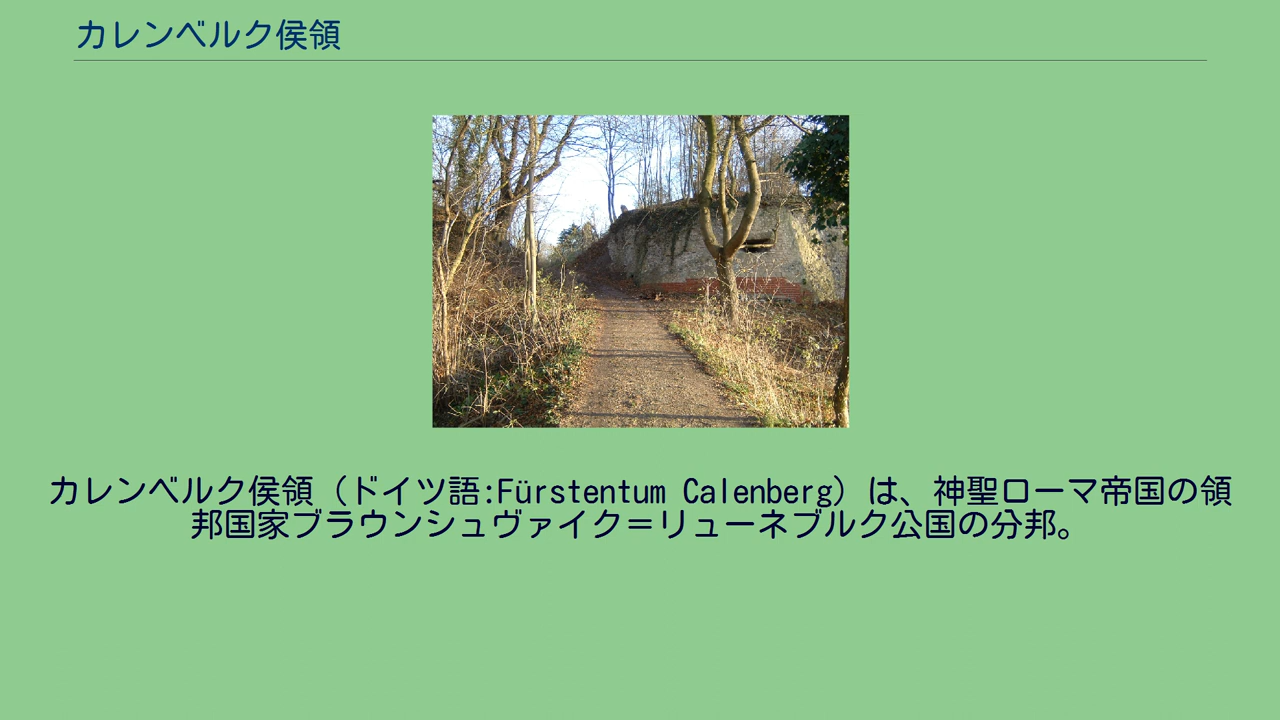 カレンベルク侯領
カレンベルク侯領（ドイツ語:Fürstentum Calenberg）は、神聖ローマ帝国の領
邦国家ブラウンシュヴァイク＝リューネブルク公国の分邦。